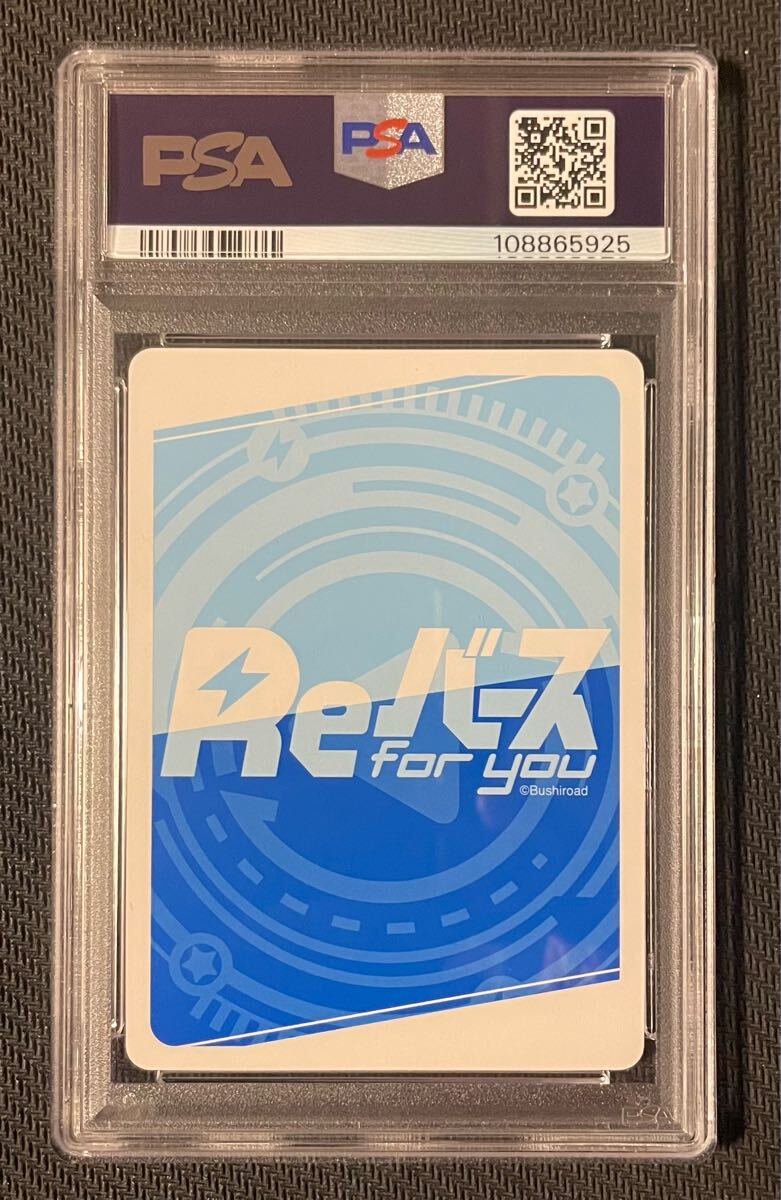 PSA
PSA
108865925
Reバース
for you
©Bushiroad
PSA